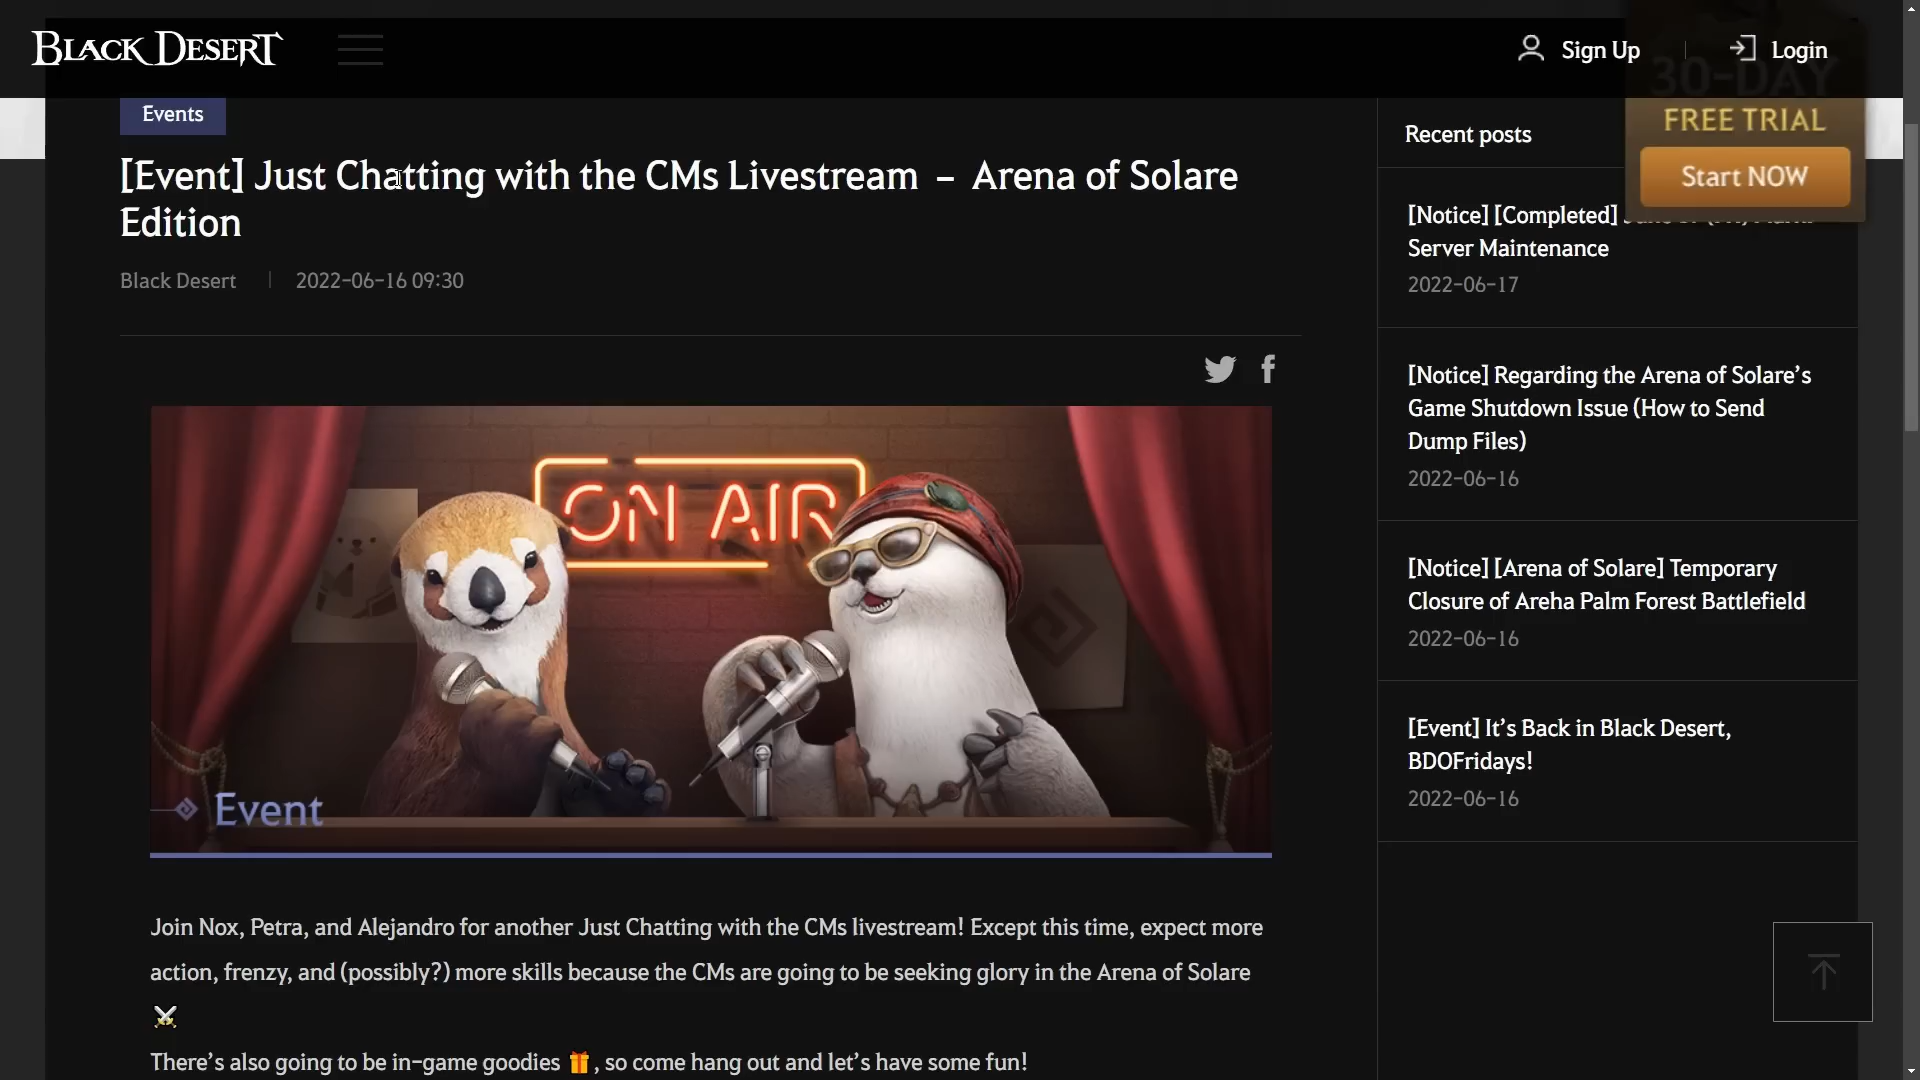 BLACK DESERT
Sign Up
Login
30-DAY
FREE TRIAL
Start NOW
Events
[Event] Just Chatting with the CMs Livestream – Arena of Solare
Edition
Black Desert
2022-06-16 09:30
ON AIR
Event
Join Nox, Petra, and Alejandro for another Just Chatting with the CMs livestream! Except this time, expect more
action, frenzy, and (possibly?) more skills because the CMs are going to be seeking glory in the Arena of Solare
⚔
There's also going to be in-game goodies 🎁, so come hang out and let's have some fun!
Recent posts
[Notice] [Completed]
Server Maintenance
2022-06-17
[Notice] Regarding the Arena of Solare's
Game Shutdown Issue (How to Send
Dump Files)
2022-06-16
[Notice] [Arena of Solare] Temporary
Closure of Areha Palm Forest Battlefield
2022-06-16
[Event] It's Back in Black Desert,
BDOFridays!
2022-06-16